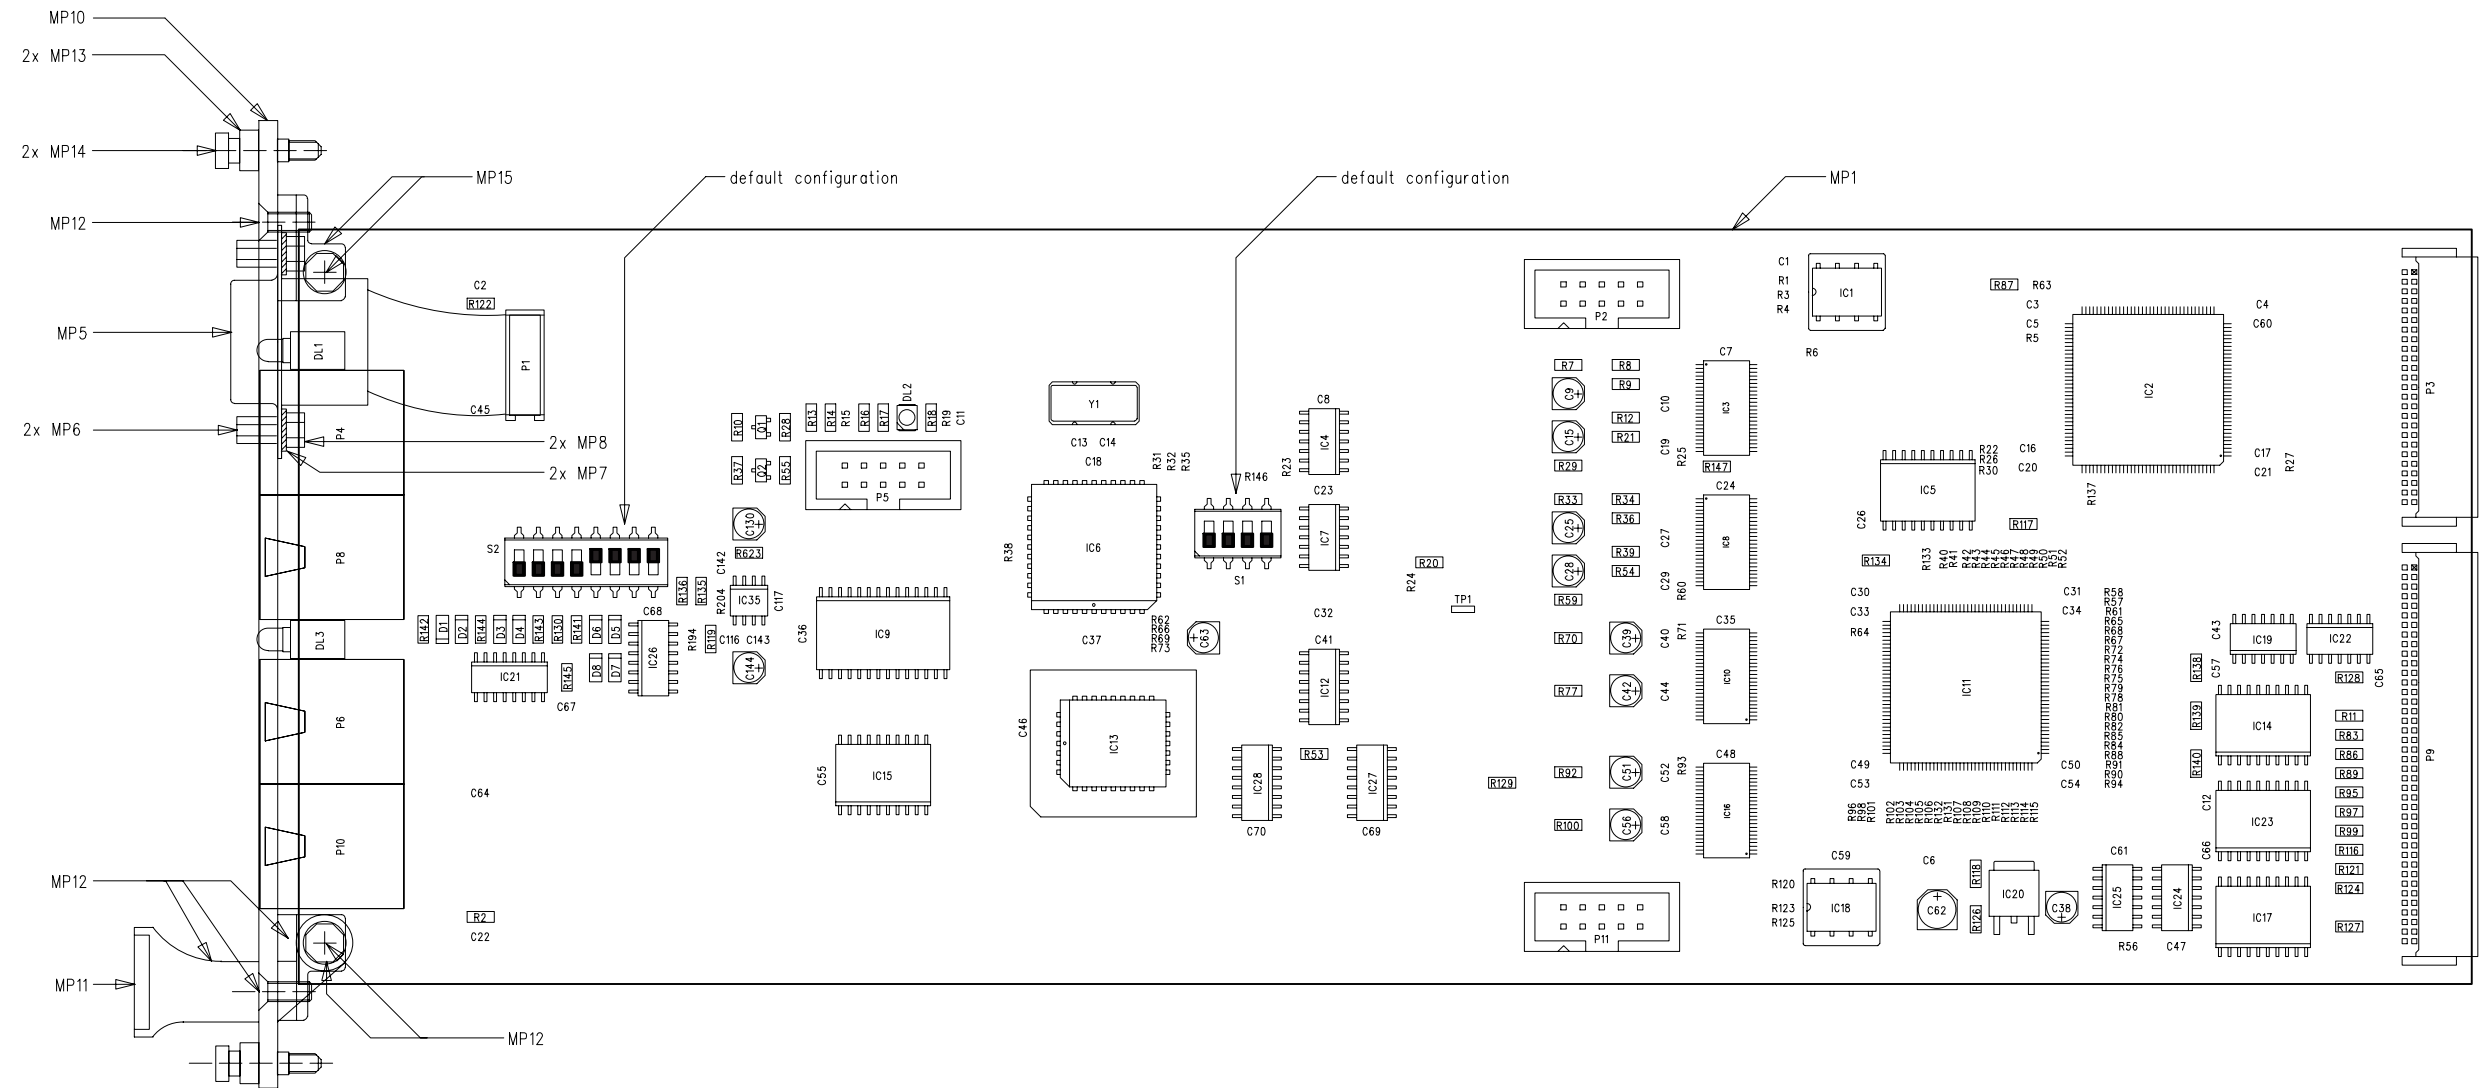 MP10
2x MP13
2x MP14
MP15
default configuration
default configuration
MP1
MP12
MP5
2x MP6
2x MP8
2x MP7
MP12
MP11
MP12
DL1
P4
P8
DL3
P6
P10
C2
R122
P1
C45
S2
R142
D1
D2
R144
D3
D4
R143
R130
R141
D6
D5
C68
IC21
R145
D8
D7
IC26
C67
C64
R2
C22
R10
Q1
R28
R13
R14
R15
R16
R17
DL2
R18
R19
C11
R37
Q2
R55
P5
C130
R623
C142
R136
R135
R204
IC35
C117
R194
R119
C116
C143
C144
C36
IC9
C55
IC15
Y1
C13
C14
C18
R31
R32
R35
R38
IC6
C37
R62
R66
R69
R73
C63
C46
IC13
R146
S1
R23
C8
IC4
C23
IC7
C32
C41
IC12
R53
IC28
C70
IC27
C69
R20
R24
TP1
R129
P2
R7
R8
C9
R9
R12
C15
R21
R29
C10
C19
R25
C7
IC3
R147
R33
R34
C25
R36
R39
C28
R54
R59
C27
C29
R60
C24
IC8
R70
C39
C40
R71
C35
R77
C42
C44
IC10
R92
C51
C52
R93
C48
R100
C56
C58
IC16
P11
C1
R1
R3
R4
IC1
R6
R87
R63
C3
C5
R5
IC2
C4
C60
R22
R26
R30
C16
C20
C17
C21
R27
R137
IC5
C26
R117
R134
R133
R40
R41
R42
R43
R44
R45
R46
R47
R48
R49
R50
R51
R52
C30
C33
R64
C31
C34
IC11
R58
R57
R61
R65
R68
R67
R72
R74
R76
R75
R79
R78
R81
R80
R82
R85
R84
R88
R91
R90
R94
C49
C53
C50
C54
R96
R98
R101
R102
R103
R104
R105
R106
R132
R131
R107
R108
R109
R110
R111
R112
R113
R114
R115
C59
R120
R123
R125
IC18
C6
C62
R118
R126
IC20
C38
C61
IC25
R56
IC24
C47
C43
IC19
IC22
C57
R138
R128
C65
R139
IC14
R11
R83
R140
R86
R89
C12
R95
IC23
R97
R99
C66
R116
R121
R124
IC17
R127
P3
P9